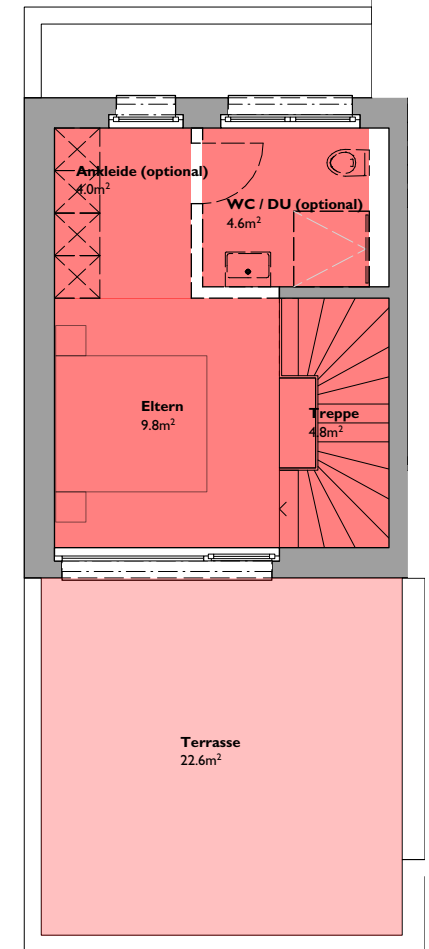 Ankleide (optional)
4.0m²
WC / DU (optional)
4.6m²
Eltern
9.8m²
Treppe
4.8m²
Terrasse
22.6m²